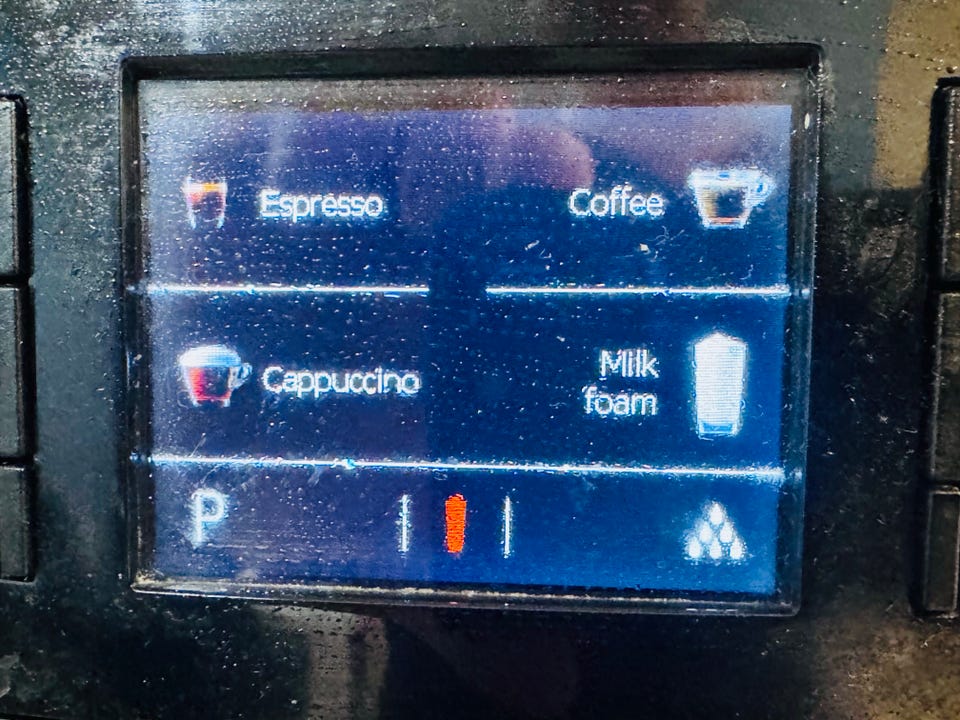 Espresso
Coffee
Cappuccino
Milk
foam
P